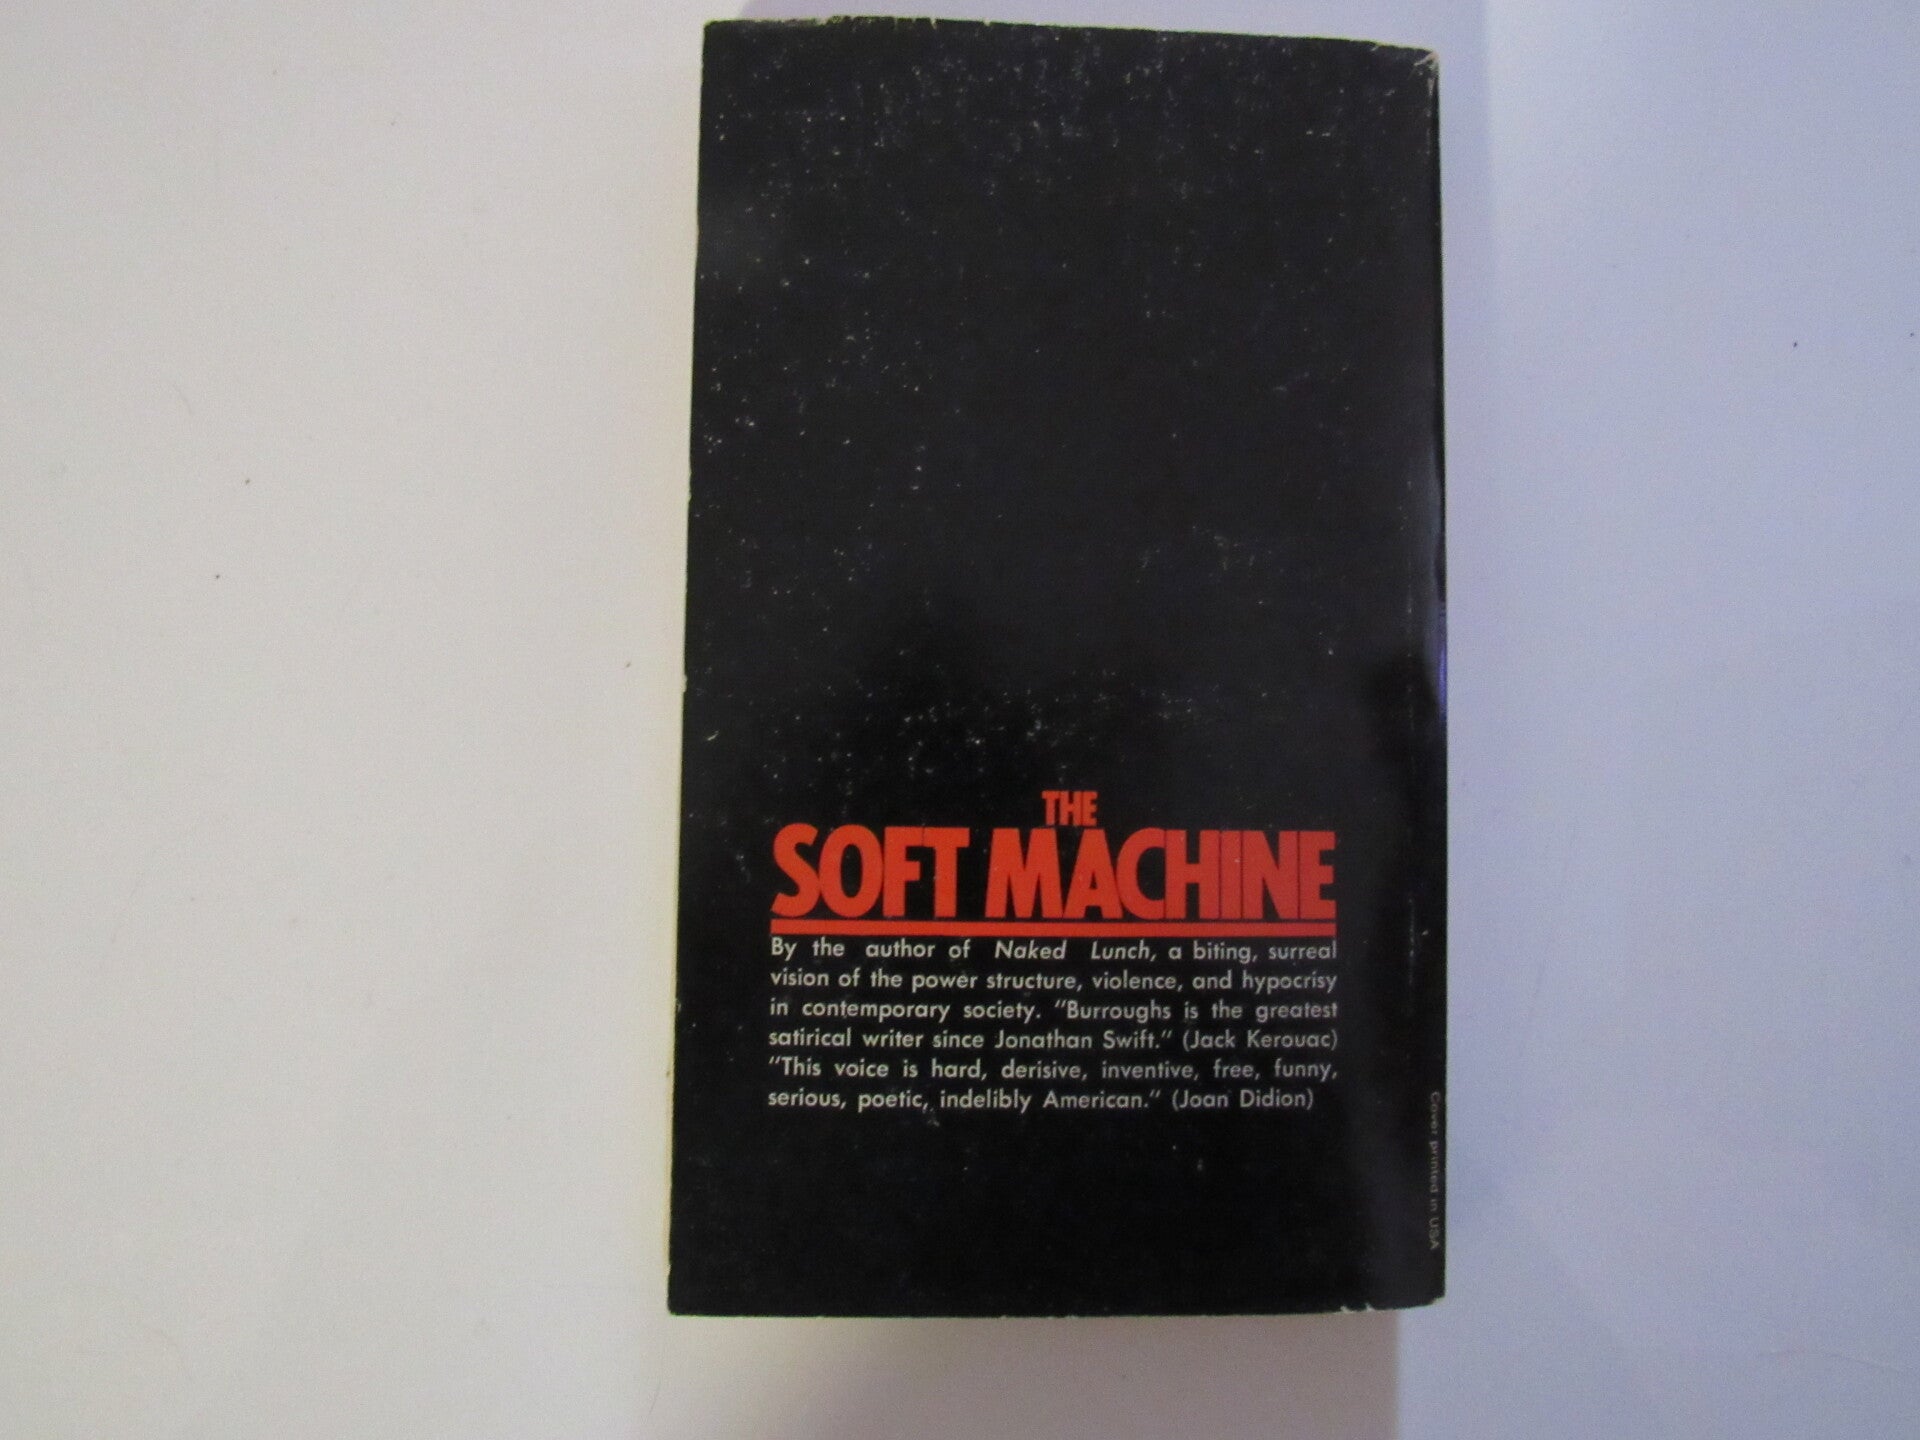 THE
SOFT MACHINE
By the author of Naked Lunch, a biting, surreal
vision of the power structure, violence, and hypocrisy
in contemporary society. "Burroughs is the greatest
satirical writer since Jonathan Swift." (Jack Kerouac)
"This voice is hard, derisive, inventive, free, funny,
serious, poetic, indelibly American." (Joan Didion)
Cover printed in USA